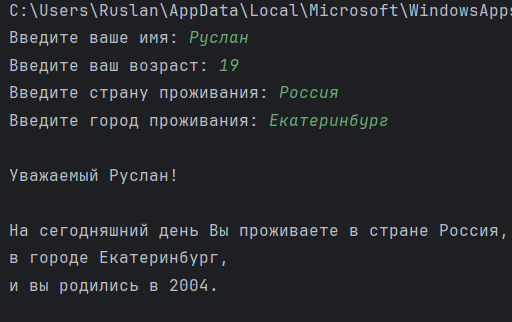 C:\Users\Ruslan\AppData\Local\Microsoft\WindowsApps
Введите ваше имя: Руслан
Введите ваш возраст: 19
Введите страну проживания: Россия
Введите город проживания: Екатеринбург
Уважаемый Руслан!
На сегодняшний день Вы проживаете в стране Россия,
в городе Екатеринбург,
и вы родились в 2004.